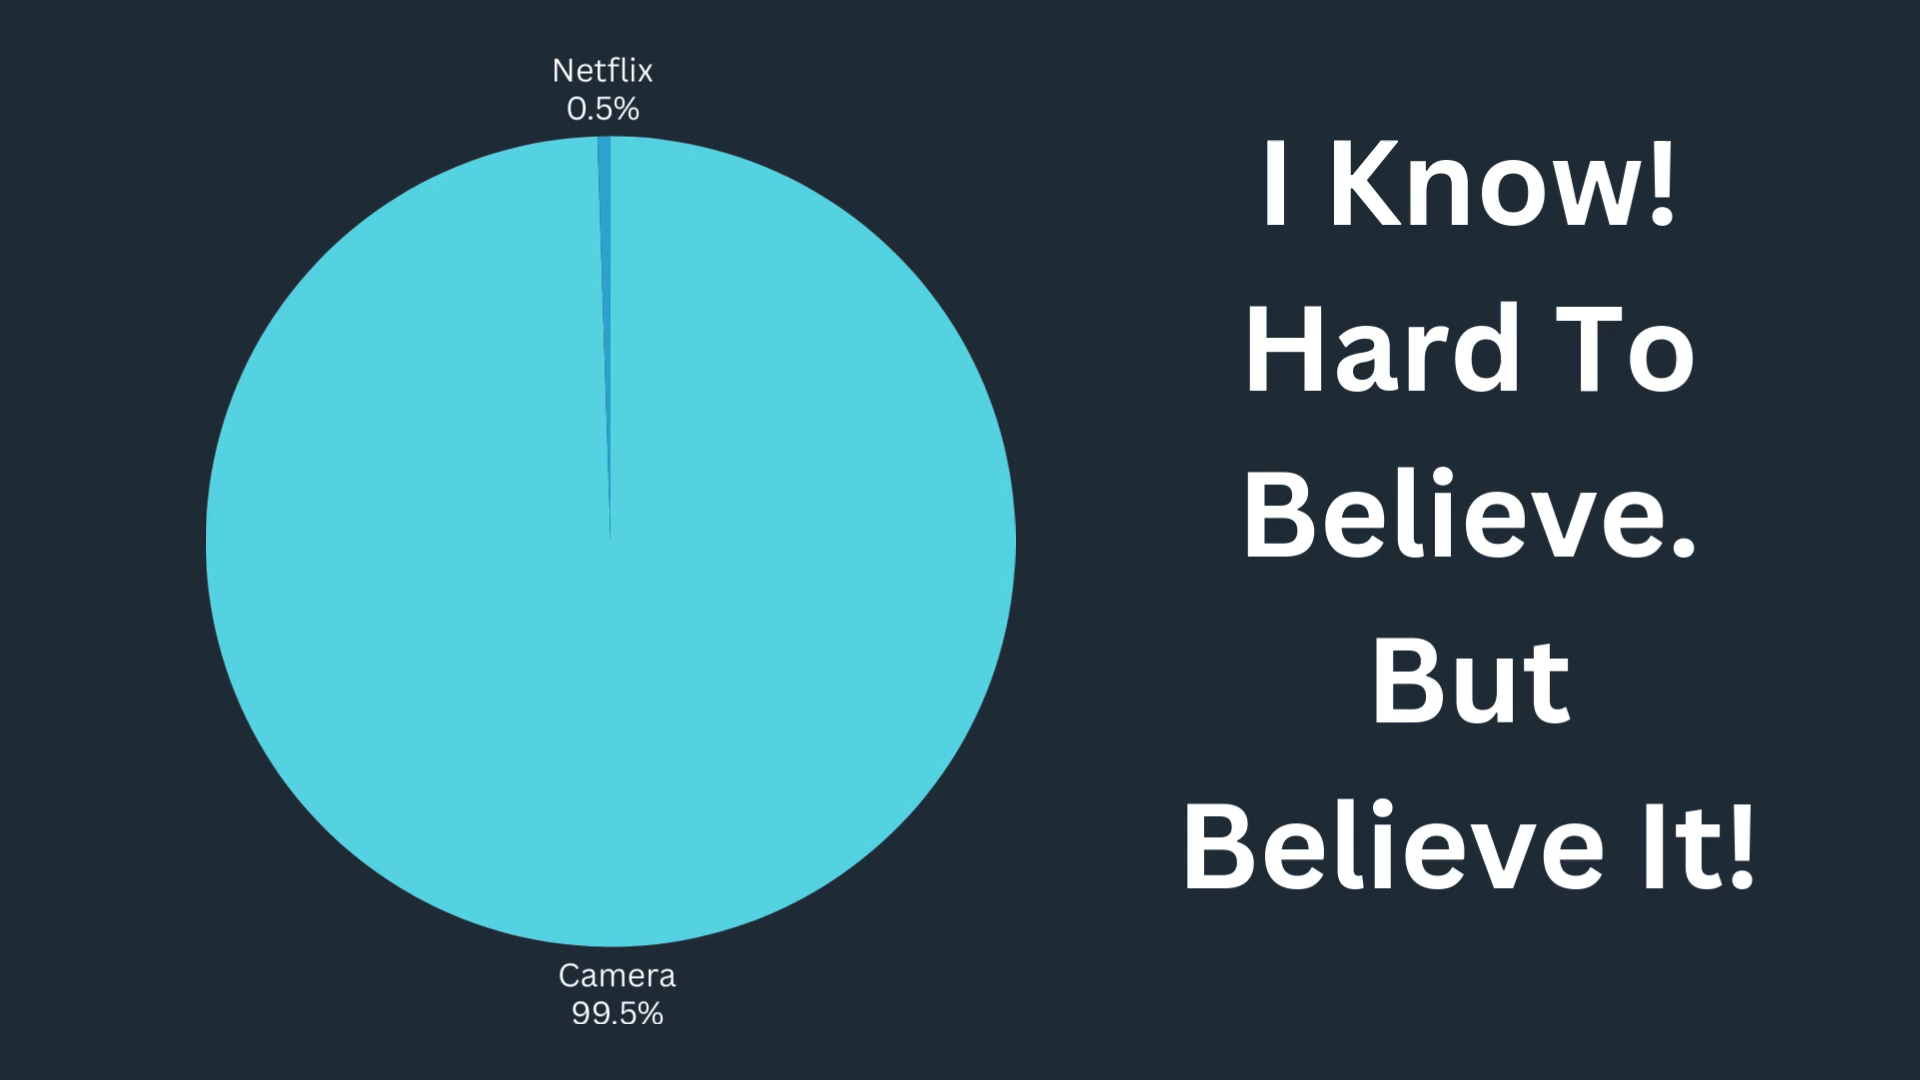 Netflix
0.5%
I Know!
Hard To
Believe.
But
Believe It!
Camera
99.5%